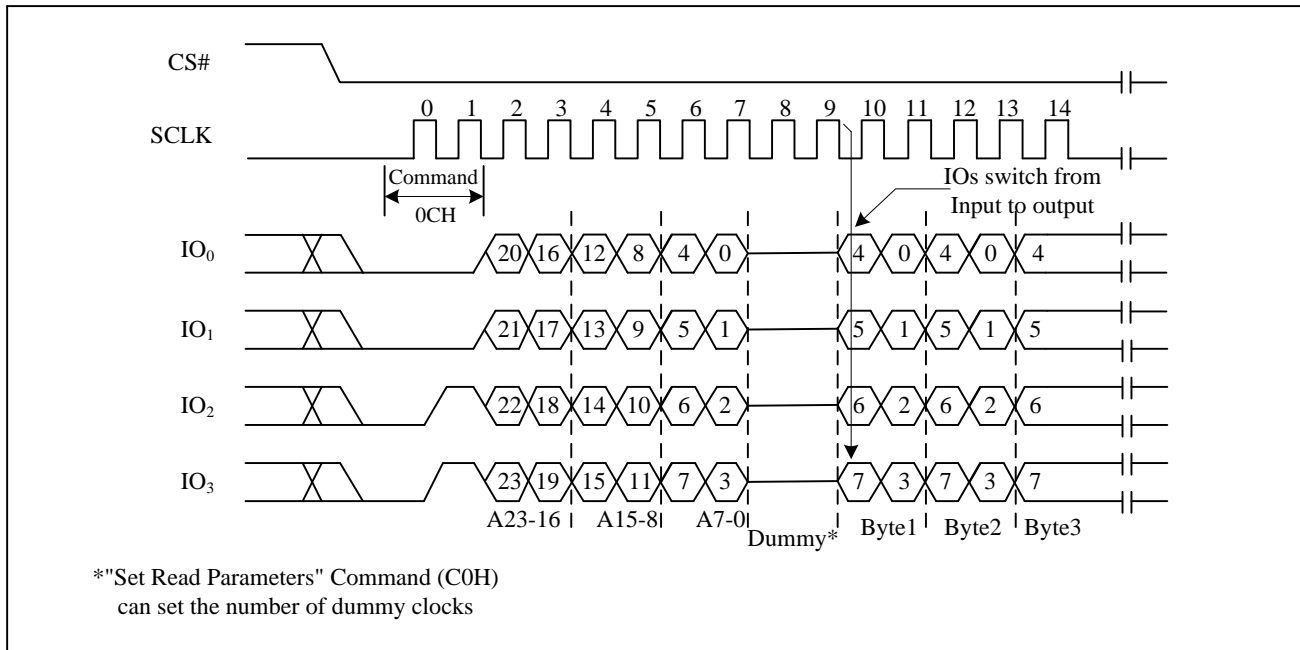 CS#
0 1 2 3 4 5 6 7 8 9 10 11 12 13 14
SCLK
Command
0CH
IOs switch from
Input to output
IO0 20 16 12 8 4 0 4 0 4 0 4
IO1 21 17 13 9 5 1 5 1 5 1 5
IO2 22 18 14 10 6 2 6 2 6 2 6
IO3 23 19 15 11 7 3 7 3 7 3 7
A23-16 A15-8 A7-0 Dummy* Byte1 Byte2 Byte3
*"Set Read Parameters" Command (C0H)
can set the number of dummy clocks